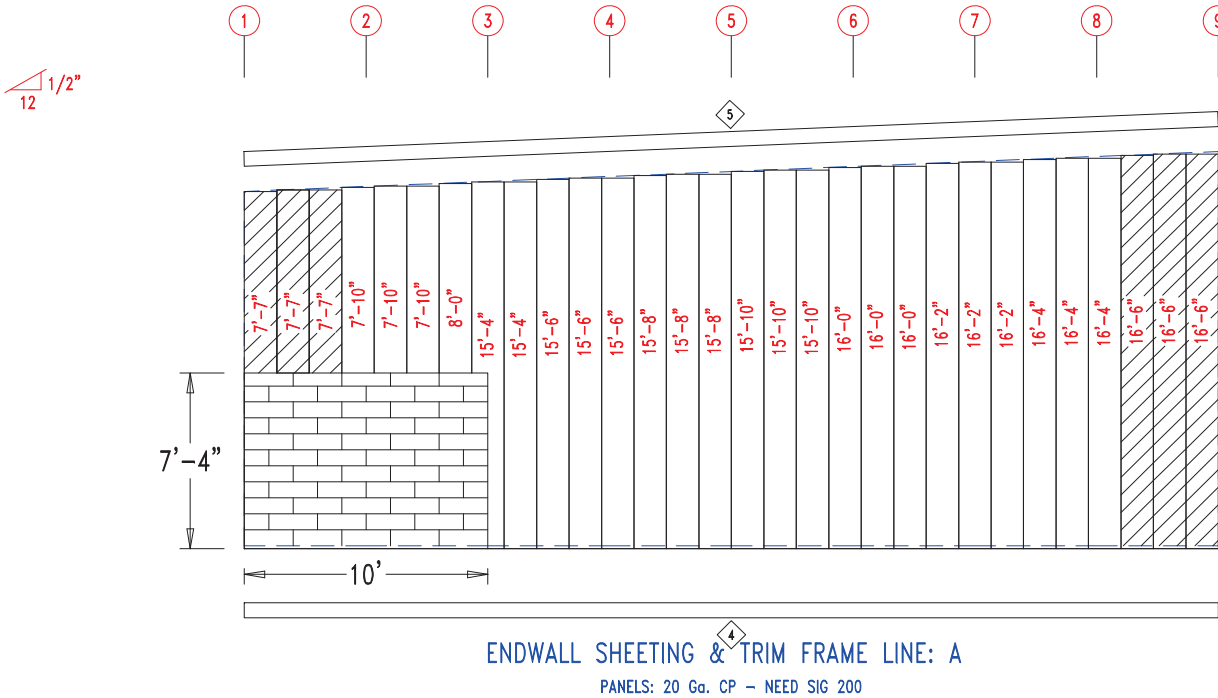 1 2 3 4 5 6 7 8 9
1/2"
12
5
7'-7" 7'-7" 7'-7" 7'-10" 7'-10" 7'-10" 8'-0" 15'-4" 15'-4" 15'-6" 15'-6" 15'-6" 15'-8" 15'-8" 15'-8" 15'-10" 15'-10" 15'-10" 16'-0" 16'-0" 16'-0" 16'-2" 16'-2" 16'-2" 16'-4" 16'-4" 16'-4" 16'-6" 16'-6" 16'-6"
7'-4"
10'
4
ENDWALL SHEETING & TRIM FRAME LINE: A
PANELS: 20 Ga. CP - NEED SIG 200